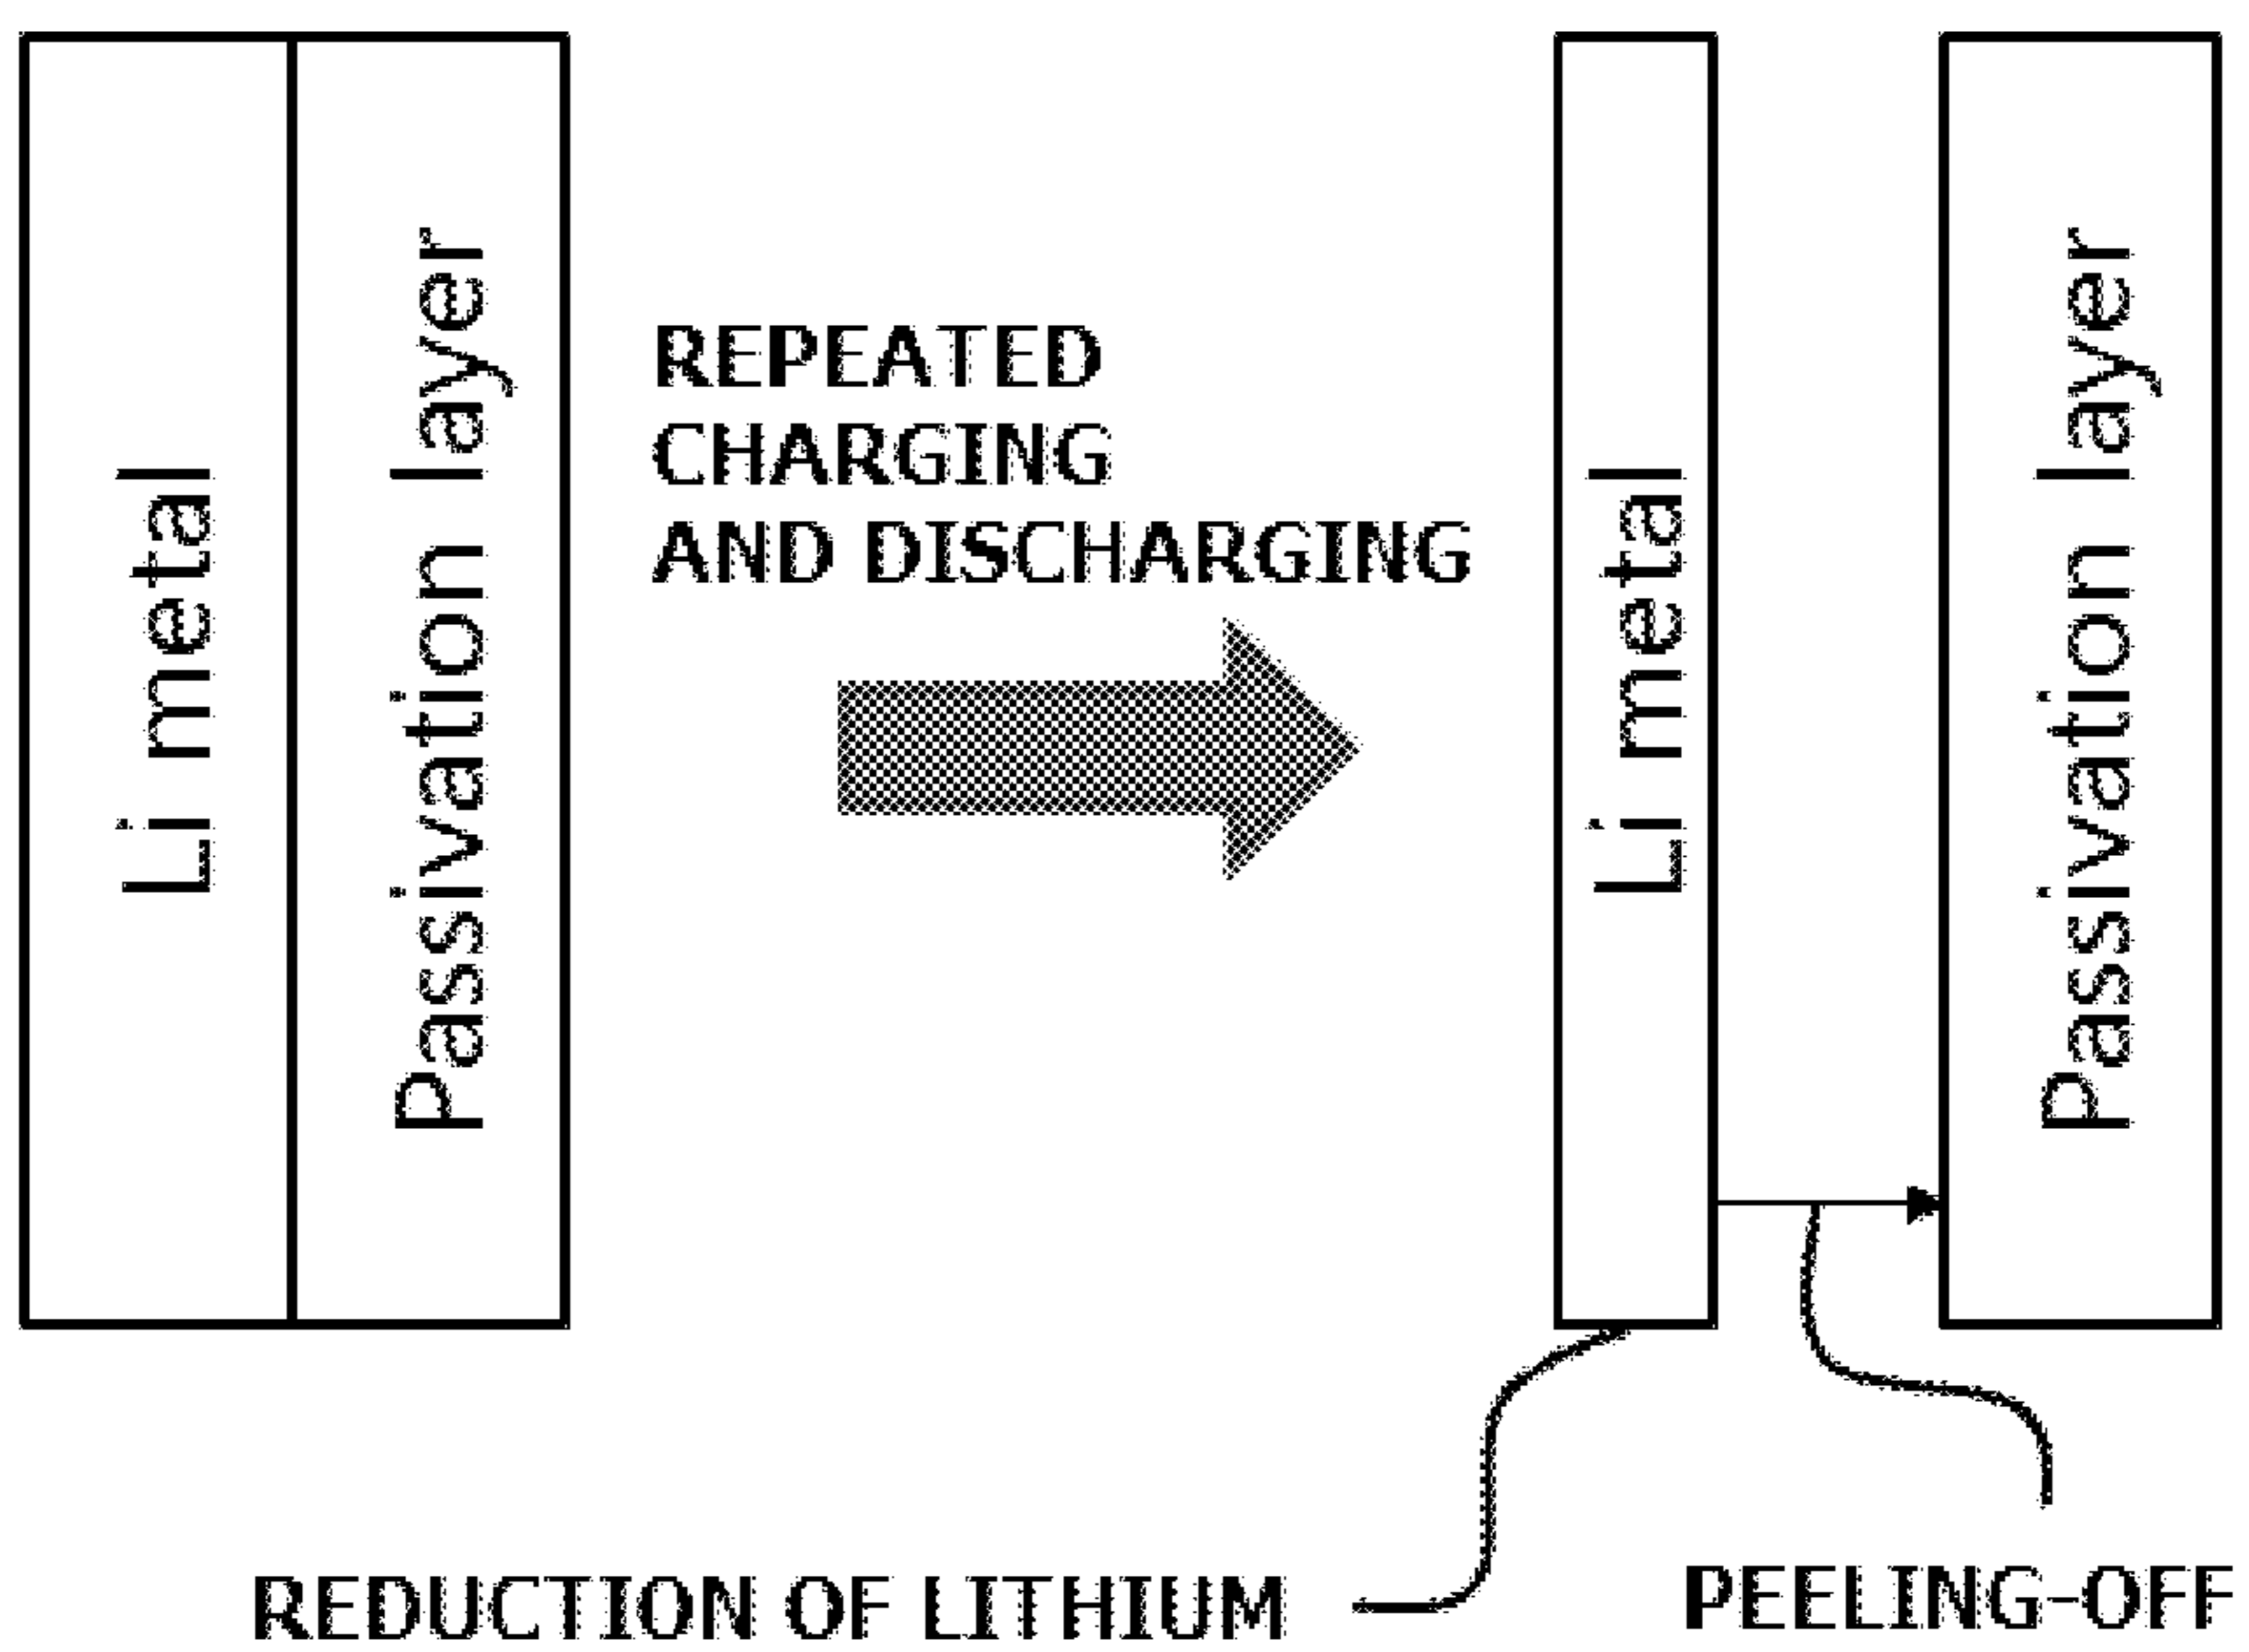 Li metal
Passivation layer
REPEATED
CHARGING
AND DISCHARGING
Li metal
Passivation layer
REDUCTION OF LITHIUM
PEELING-OFF